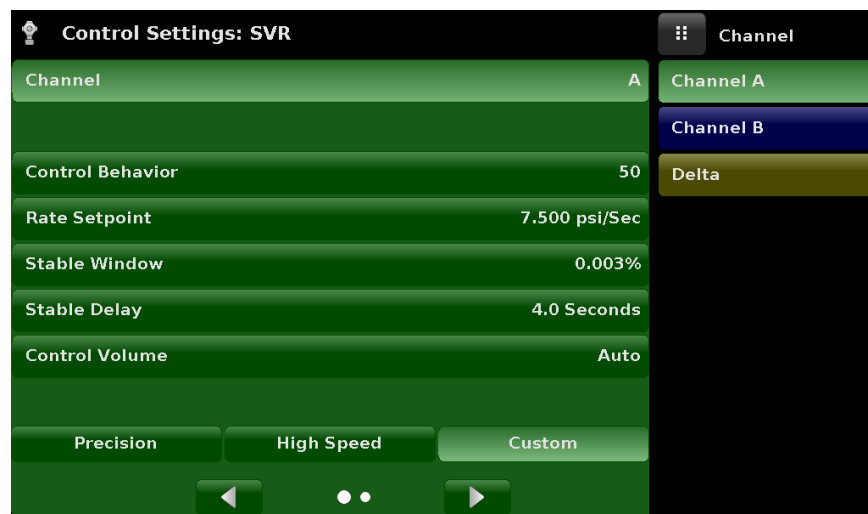 Control Settings: SVR
Channel
Channel A
Channel A
Channel B
Control Behavior 50
Delta
Rate Setpoint 7.500 psi/Sec
Stable Window 0.003%
Stable Delay 4.0 Seconds
Control Volume Auto
Precision High Speed Custom